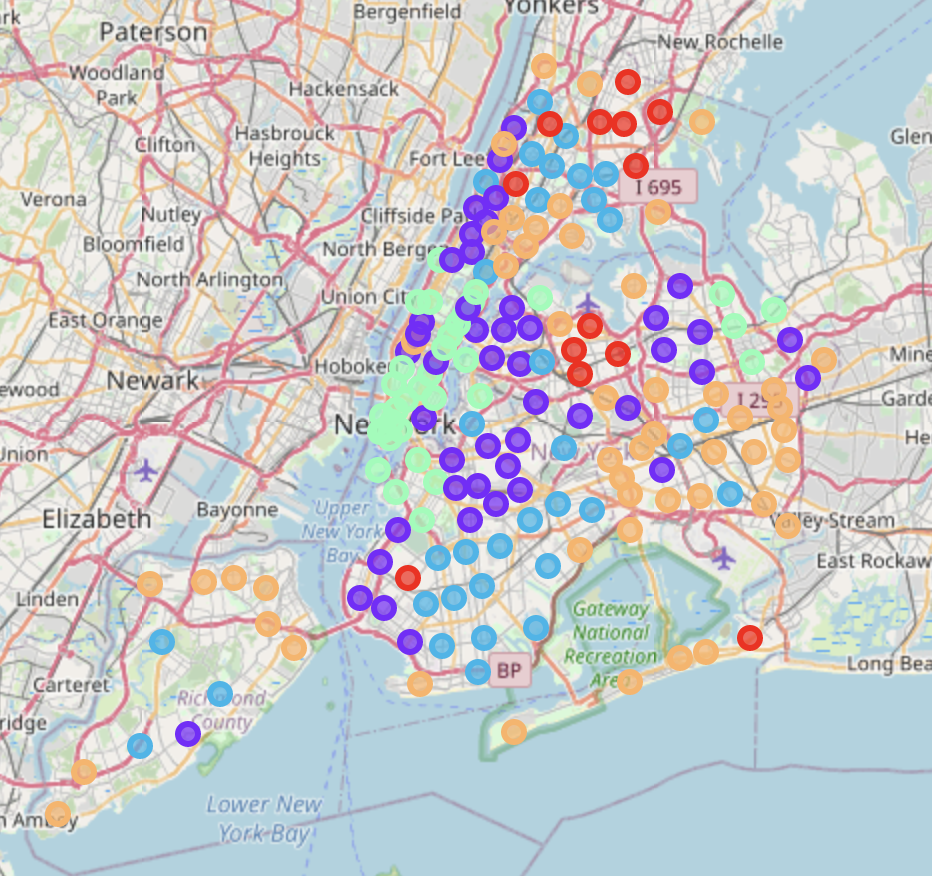 Bergenfield
Yonkers
Paterson
New Rochelle
Woodland
Park
Hackensack
Clifton
Hasbrouck
Heights
Fort Lee
Glen
Verona
I 695
Nutley
Cliffside Pa
Bloomfield
North Bergen
North Arlington
Union Cit
East Orange
Hoboken
Mine
ewood
Newark
I 295
Garde
New York
New York
He
Union
Elizabeth
Bayonne
Upper
New York
Bay
Valley Stream
East Rockaw
Linden
Gateway
National
Recreation
Area
BP
Long Bea
Carteret
Richmond
County
ridge
Lower New
York Bay
n Amboy